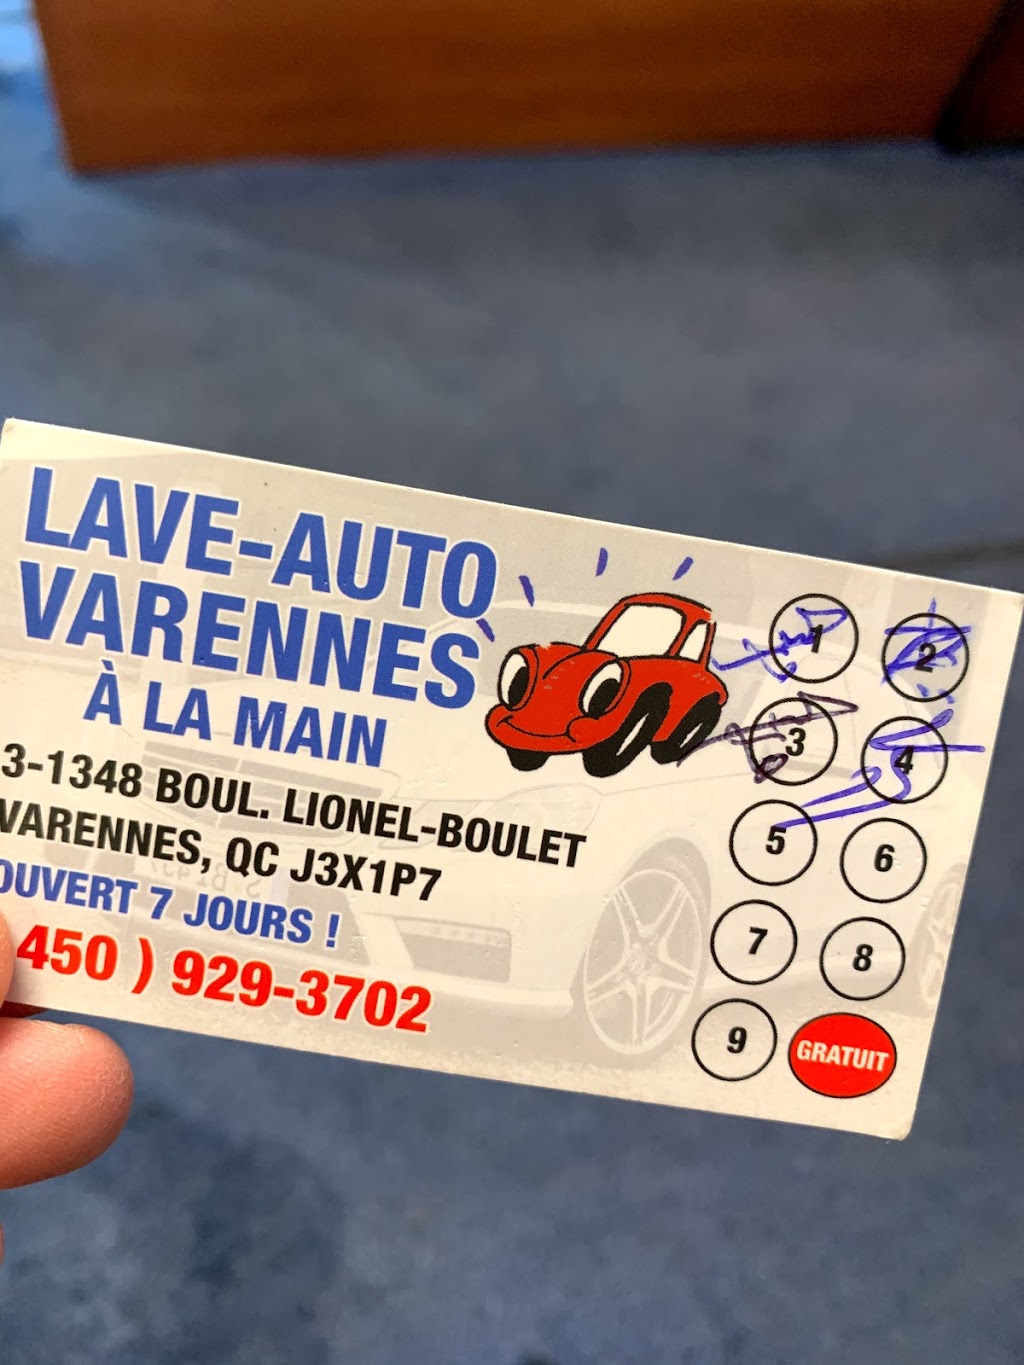 LAVE-AUTO
VARENNES
À LA MAIN
3-1348 BOUL. LIONEL-BOULET
VARENNES, QC J3X1P7
OUVERT 7 JOURS !
450 ) 929-3702
1 2
3 4
5 6
7 8
9 GRATUIT